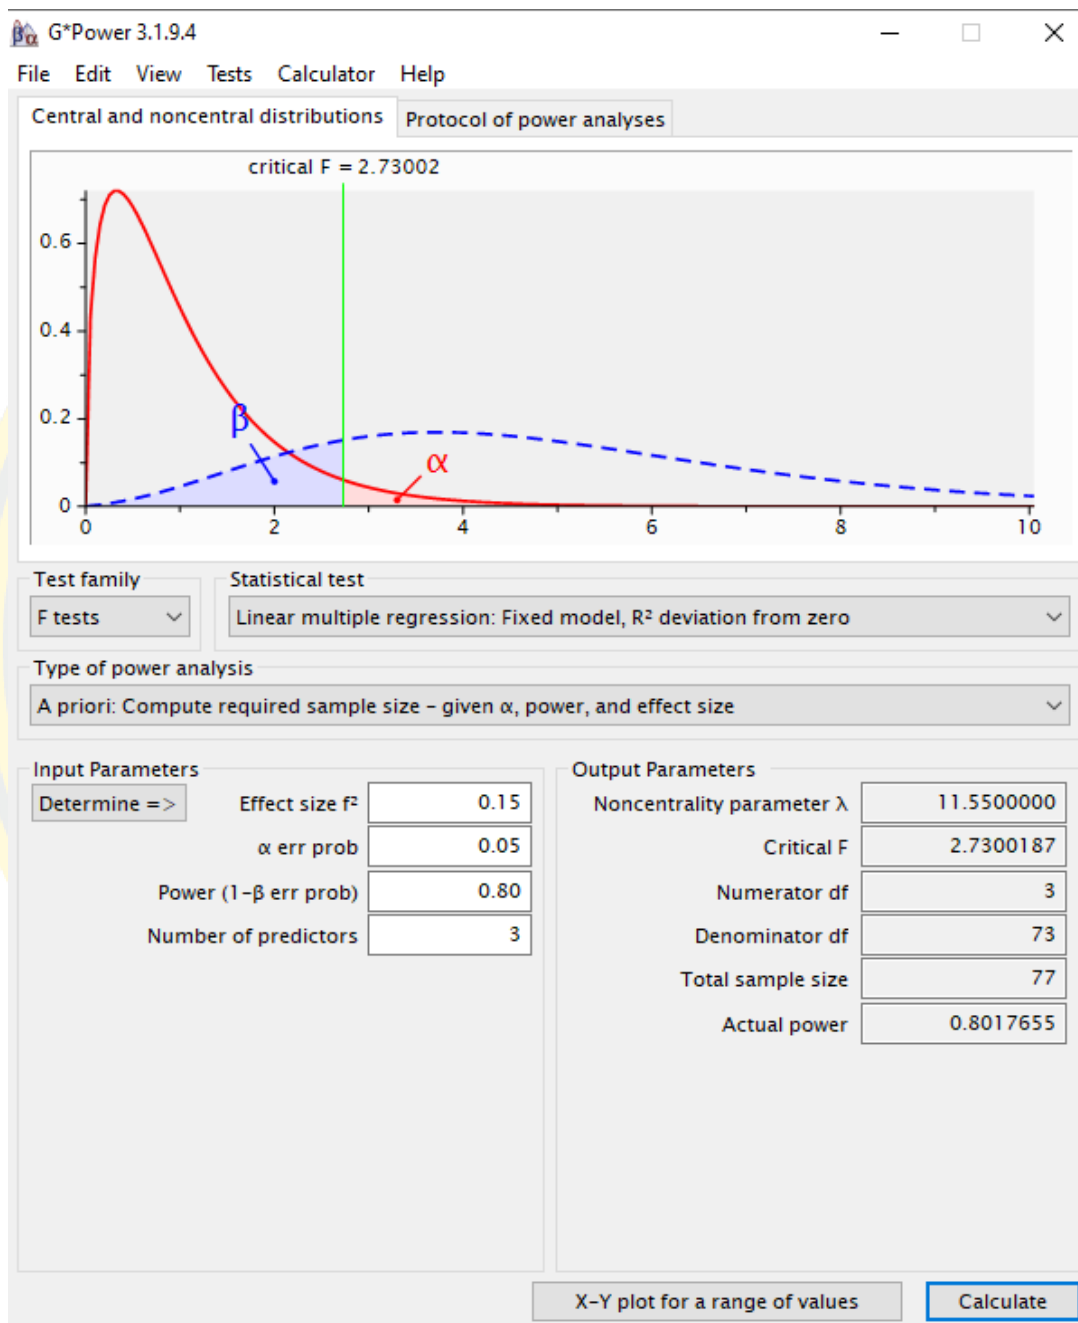 G*Power 3.1.9.4
File Edit View Tests Calculator Help
Central and noncentral distributions Protocol of power analyses
critical F = 2.73002
0.6
0.4
0.2
0
β
α
0 2 4 6 8 10
Test family Statistical test
F tests Linear multiple regression: Fixed model, R² deviation from zero
Type of power analysis
A priori: Compute required sample size – given α, power, and effect size
Input Parameters Output Parameters
Determine => Effect size f² 0.15 Noncentrality parameter λ 11.5500000
α err prob 0.05 Critical F 2.7300187
Power (1-β err prob) 0.80 Numerator df 3
Number of predictors 3 Denominator df 73
Total sample size 77
Actual power 0.8017655
X-Y plot for a range of values Calculate